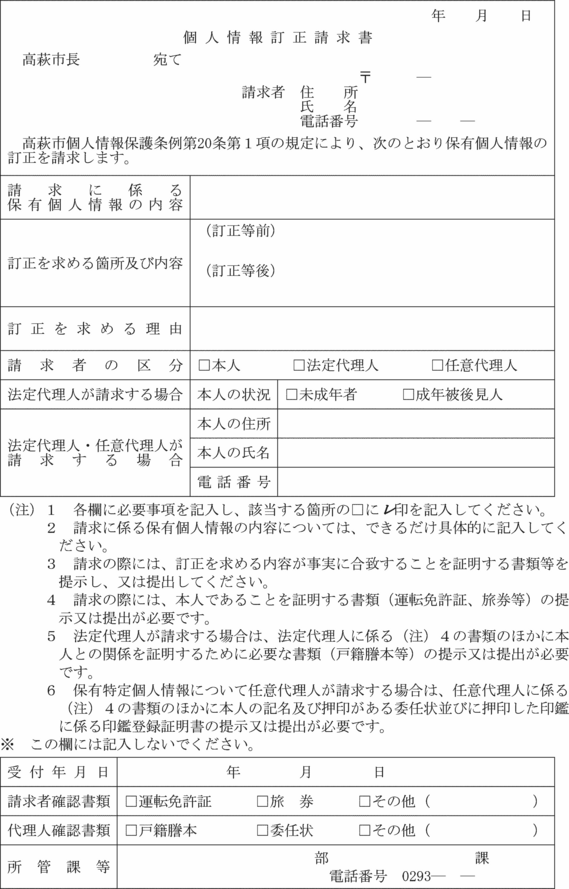 年　　月　　日
個人情報訂正請求書
高萩市長　　　　　宛て
〒　　　―
請求者　住　　所
氏　　名
電話番号　　　　―　　―
高萩市個人情報保護条例第20条第１項の規定により、次のとおり保有個人情報の
訂正を請求します。
請求に係る
保有個人情報の内容
訂正を求める箇所及び内容
（訂正等前）
（訂正等後）
訂正を求める理由
請求者の区分　□本人　　　□法定代理人　　　□任意代理人
法定代理人が請求する場合　本人の状況　□未成年者　　　□成年被後見人
法定代理人・任意代理人が
請求する場合
本人の住所
本人の氏名
電話番号
（注）１　各欄に必要事項を記入し、該当する箇所の□にレ印を記入してください。
２　請求に係る保有個人情報の内容については、できるだけ具体的に記入してく
ださい。
３　請求の際には、訂正を求める内容が事実に合致することを証明する書類等を
提示し、又は提出してください。
４　請求の際には、本人であることを証明する書類（運転免許証、旅券等）の提
示又は提出が必要です。
５　法定代理人が請求する場合は、法定代理人に係る（注）４の書類のほかに本
人との関係を証明するために必要な書類（戸籍謄本等）の提示又は提出が必要
です。
６　保有特定個人情報について任意代理人が請求する場合は、任意代理人に係る
（注）４の書類のほかに本人の記名及び押印がある委任状並びに押印した印鑑
に係る印鑑登録証明書の提示又は提出が必要です。
※　この欄には記入しないでください。
受付年月日　　　　年　　　　月　　　　日
請求者確認書類　□運転免許証　　□旅　券　　□その他（　　　　　　　）
代理人確認書類　□戸籍謄本　　□委任状　　□その他（　　　　　　　）
所管課等　　　　部　　　　　　　　　　課
電話番号　0293―　―